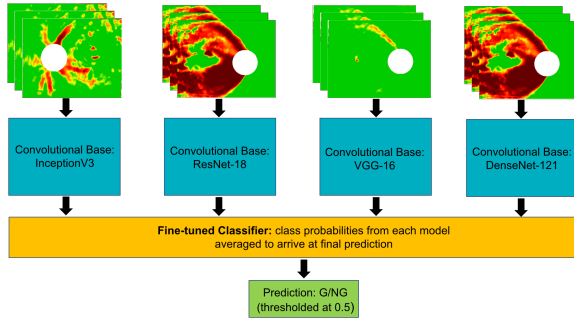 Convolutional Base:
InceptionV3
Convolutional Base:
ResNet-18
Convolutional Base:
VGG-16
Convolutional Base:
DenseNet-121
Fine-tuned Classifier: class probabilities from each model
averaged to arrive at final prediction
Prediction: G/NG
(thresholded at 0.5)